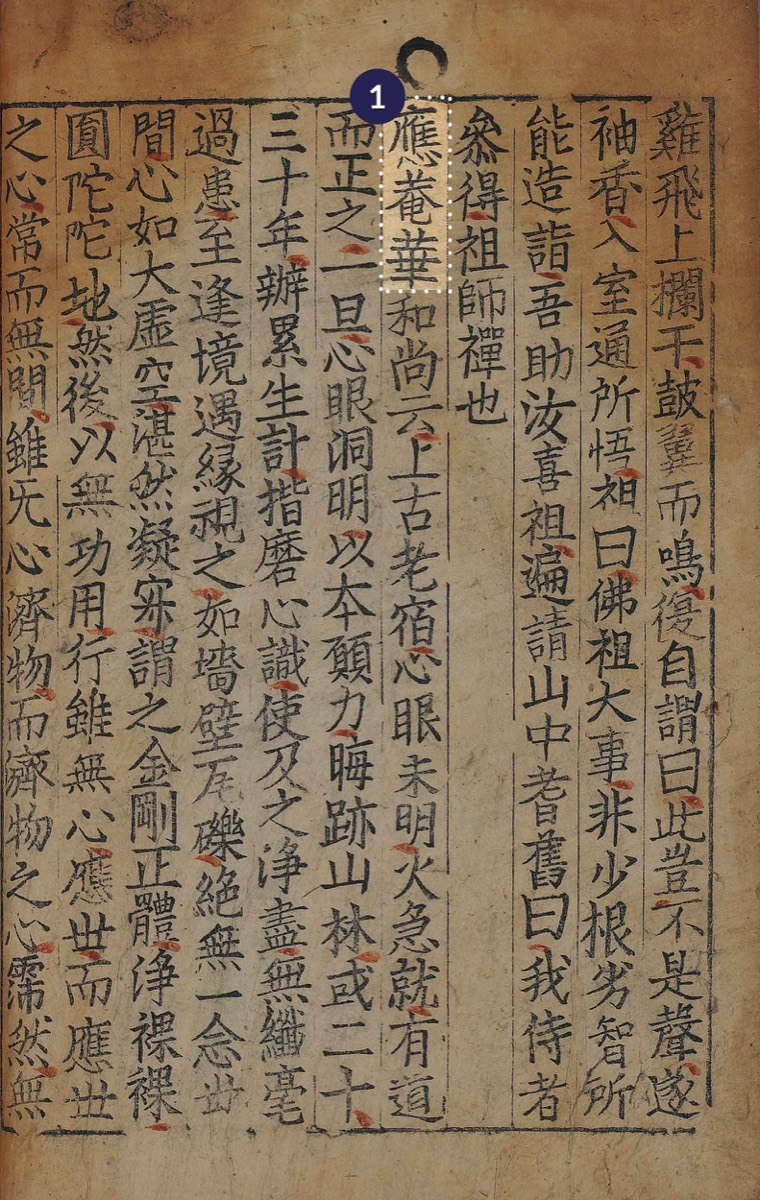 雞飛上欄干鼓翼而鳴復自謂曰此豈不是聲遂
袖香入室通所悟祖曰佛祖大事非少根劣智所
能造詣吾助汝喜祖遍請山中耆舊曰我侍者
叅得祖師禪也
1
應菴華和尚云上古老宿心眼未明火急就有道
而正之一旦心眼洞明以夲願力晦跡山林或二十
三十年辦累生計揩磨心識使及之淨盡無纖毫
過患至逢境遇緣視之如墻壁瓦礫絕無一念世
間心如大虛空湛然凝寂謂之金剛正體淨裸裸
圓陀陀地然後以無功用行雖無心應世而應世
之心常而無間雖无心濟物而濟物之心霈然無